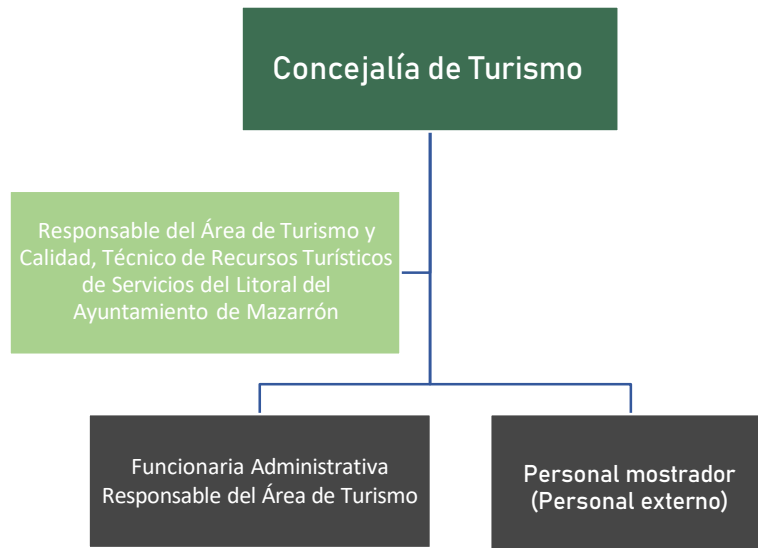 Concejalía de Turismo
Responsable del Área de Turismo y
Calidad, Técnico de Recursos Turísticos
de Servicios del Litoral del
Ayuntamiento de Mazarrón
Funcionaria Administrativa
Responsable del Área de Turismo
Personal mostrador
(Personal externo)